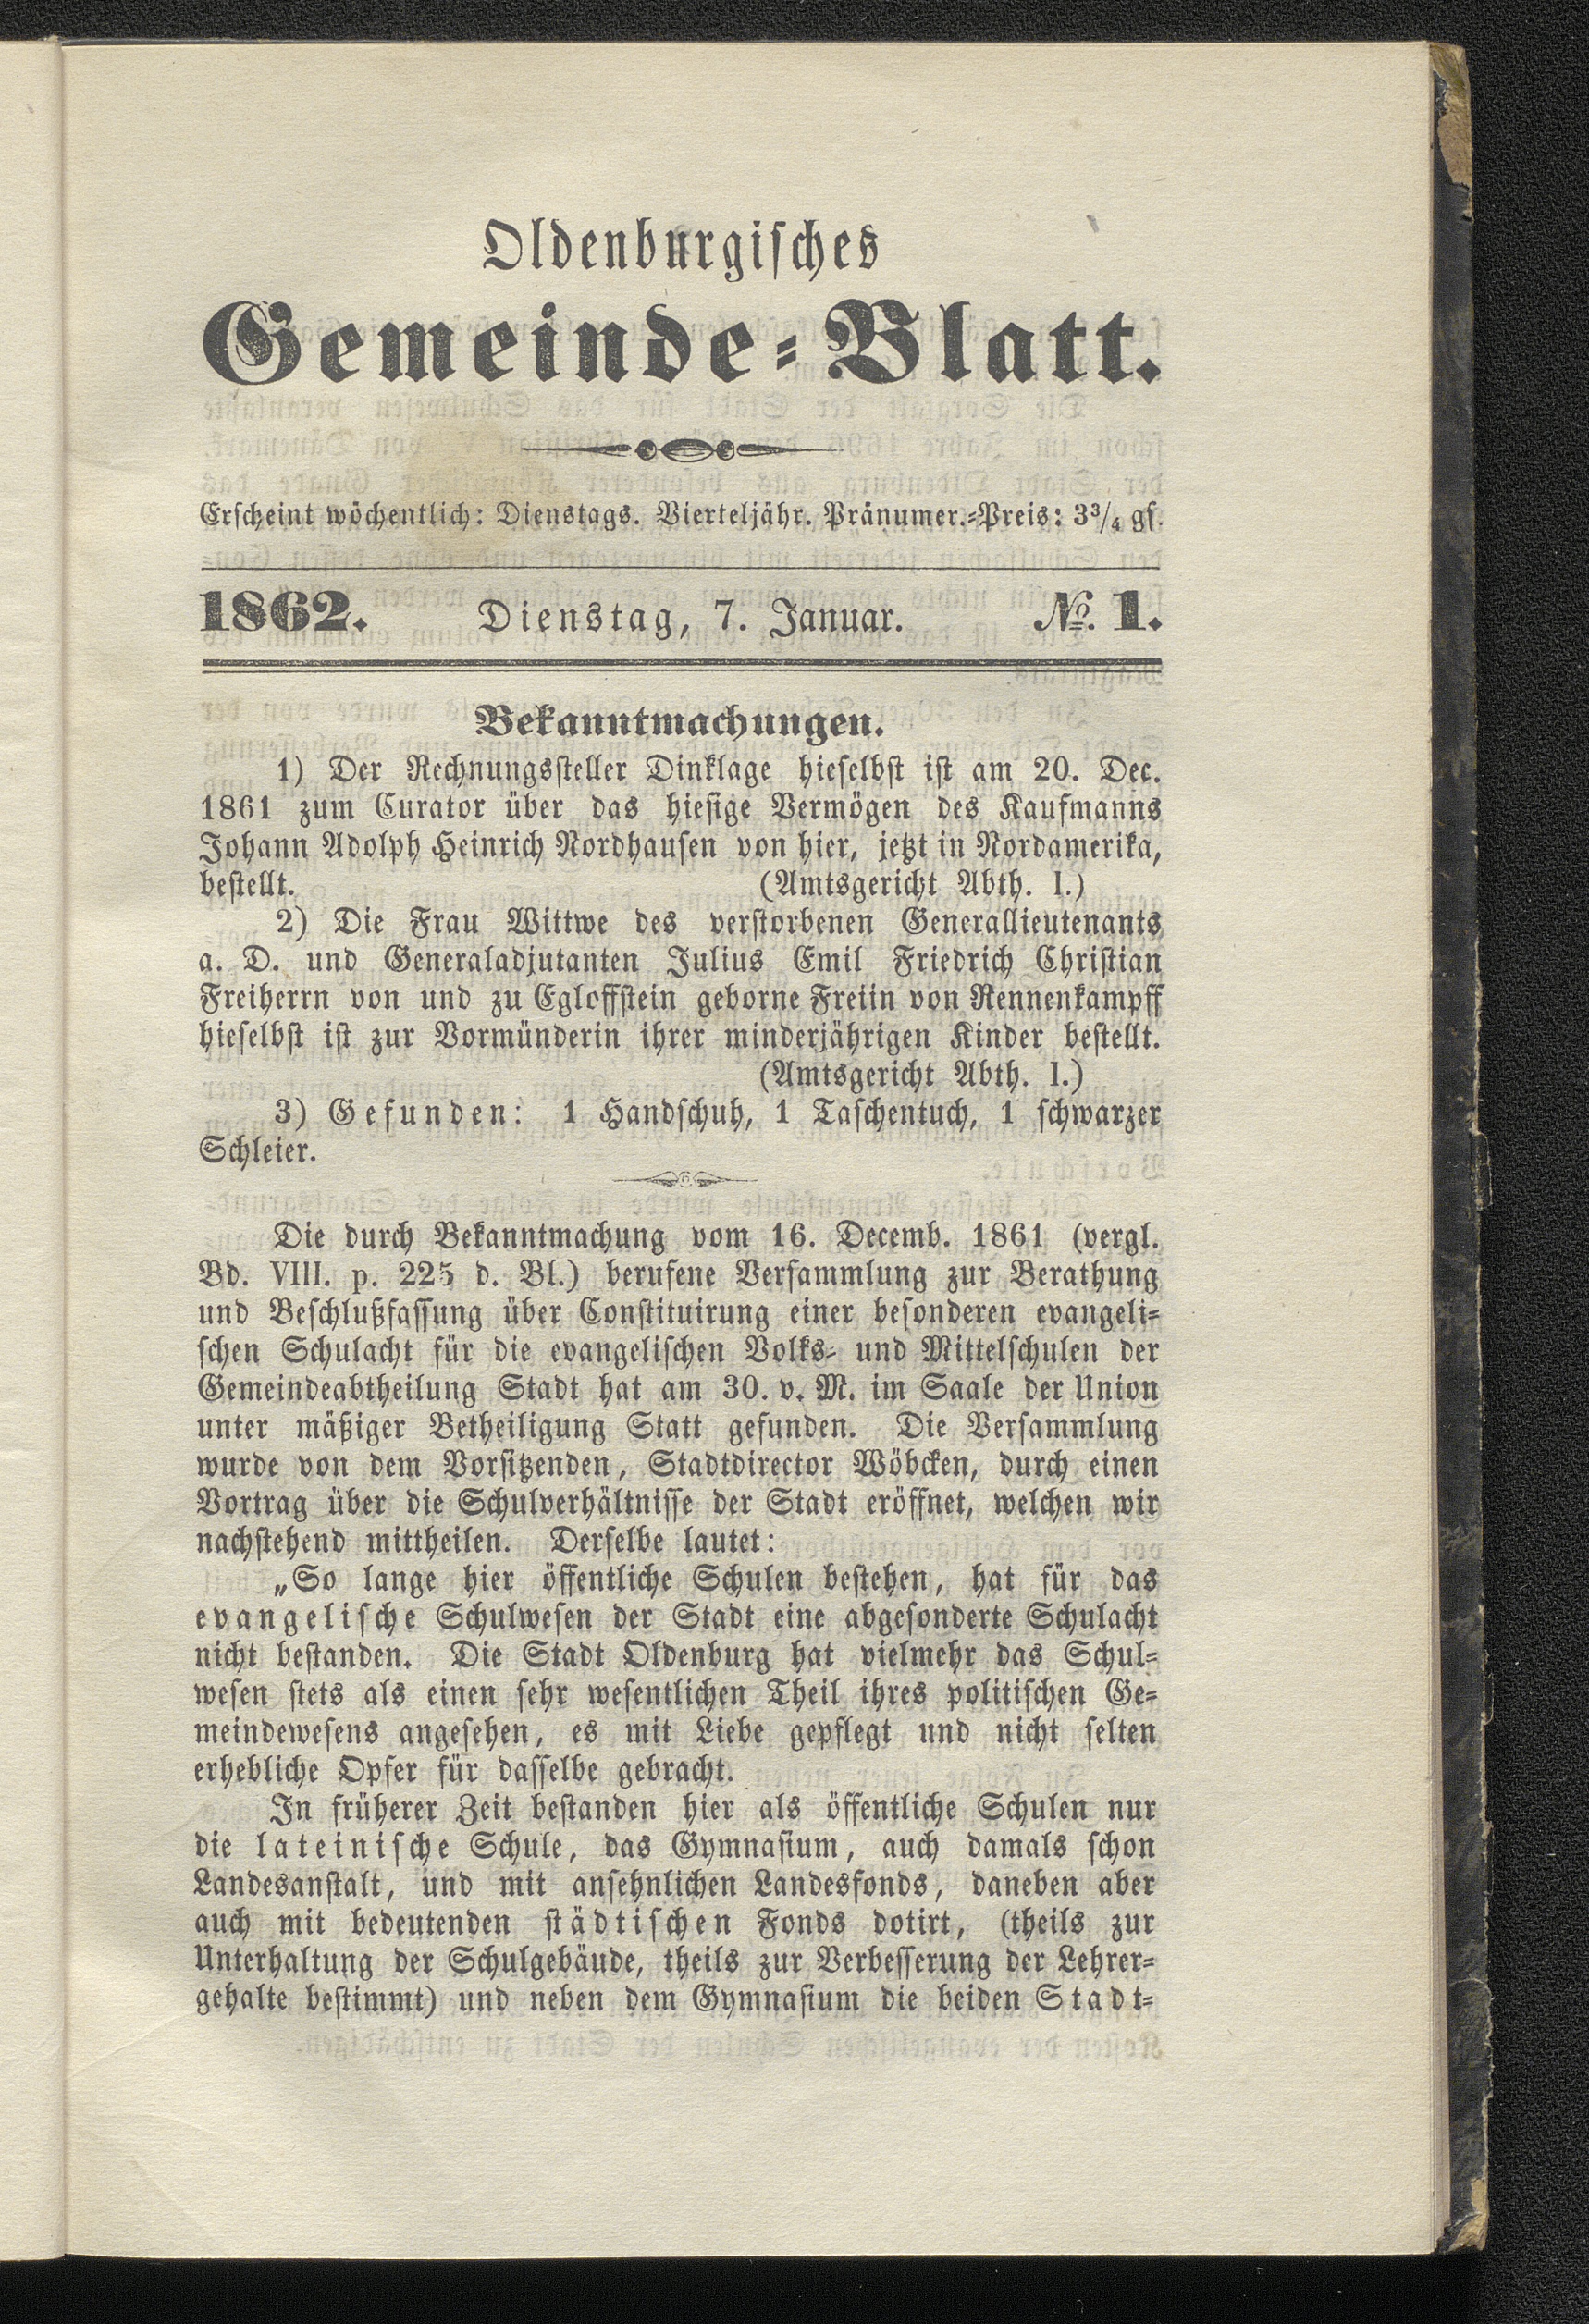 Oldenburgisches
Gemeinde-Blatt.
Erscheint wöchentlich: Dienstags. Vierteljähr. Pränumer.-Preis: 3³/₄ gs.
1862. Dienstag, 7. Januar. №. 1.
Bekanntmachungen.
1) Der Rechnungssteller Dinklage hieselbst ist am 20. Dec.
1861 zum Curator über das hiesige Vermögen des Kaufmanns
Johann Adolph Heinrich Nordhausen von hier, jetzt in Nordamerika,
bestellt. (Amtsgericht Abth. I.)
2) Die Frau Wittwe des verstorbenen Generallieutenants
a. D. und Generaladjutanten Julius Emil Friedrich Christian
Freiherrn von und zu Egloffstein geborne Freiin von Rennenkampff
hieselbst ist zur Vormünderin ihrer minderjährigen Kinder bestellt.
(Amtsgericht Abth. I.)
3) Gefunden: 1 Handschuh, 1 Taschentuch, 1 schwarzer
Schleier.
Die durch Bekanntmachung vom 16. Decemb. 1861 (vergl.
Bd. VIII. p. 225 d. Bl.) berufene Versammlung zur Berathung
und Beschlußfassung über Constituirung einer besonderen evangeli-
schen Schulacht für die evangelischen Volks- und Mittelschulen der
Gemeindeabtheilung Stadt hat am 30. v. M. im Saale der Union
unter mäßiger Betheiligung Statt gefunden. Die Versammlung
wurde von dem Vorsitzenden, Stadtdirector Wöbcken, durch einen
Vortrag über die Schulverhältnisse der Stadt eröffnet, welchen wir
nachstehend mittheilen. Derselbe lautet:
„So lange hier öffentliche Schulen bestehen, hat für das
evangelische Schulwesen der Stadt eine abgesonderte Schulacht
nicht bestanden. Die Stadt Oldenburg hat vielmehr das Schul-
wesen stets als einen sehr wesentlichen Theil ihres politischen Ge-
meindewesens angesehen, es mit Liebe gepflegt und nicht selten
erhebliche Opfer für dasselbe gebracht.
In früherer Zeit bestanden hier als öffentliche Schulen nur
die lateinische Schule, das Gymnasium, auch damals schon
Landesanstalt, und mit ansehnlichen Landesfonds, daneben aber
auch mit bedeutenden städtischen Fonds dotirt, (theils zur
Unterhaltung der Schulgebäude, theils zur Verbesserung der Lehrer-
gehalte bestimmt) und neben dem Gymnasium die beiden Stadt-